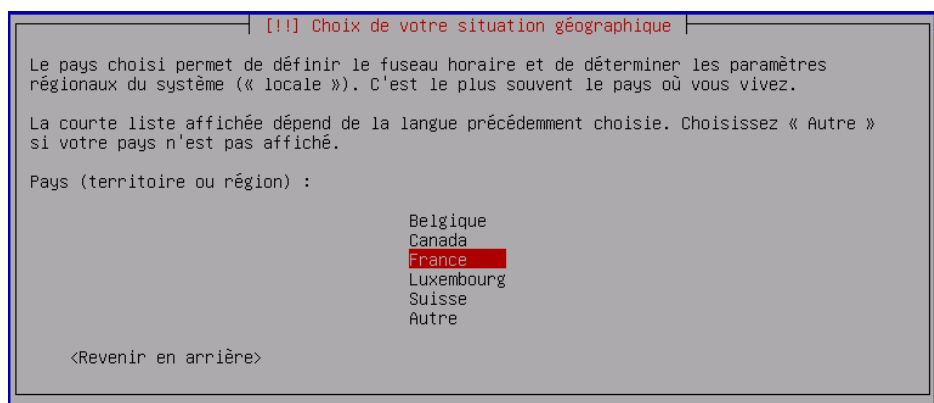 [!!] Choix de votre situation géographique
Le pays choisi permet de définir le fuseau horaire et de déterminer les paramètres
régionaux du système (« locale »). C'est le plus souvent le pays où vous vivez.
La courte liste affichée dépend de la langue précédemment choisie. Choisissez « Autre »
si votre pays n'est pas affiché.
Pays (territoire ou région) :
Belgique
Canada
France
Luxembourg
Suisse
Autre
<Revenir en arrière>